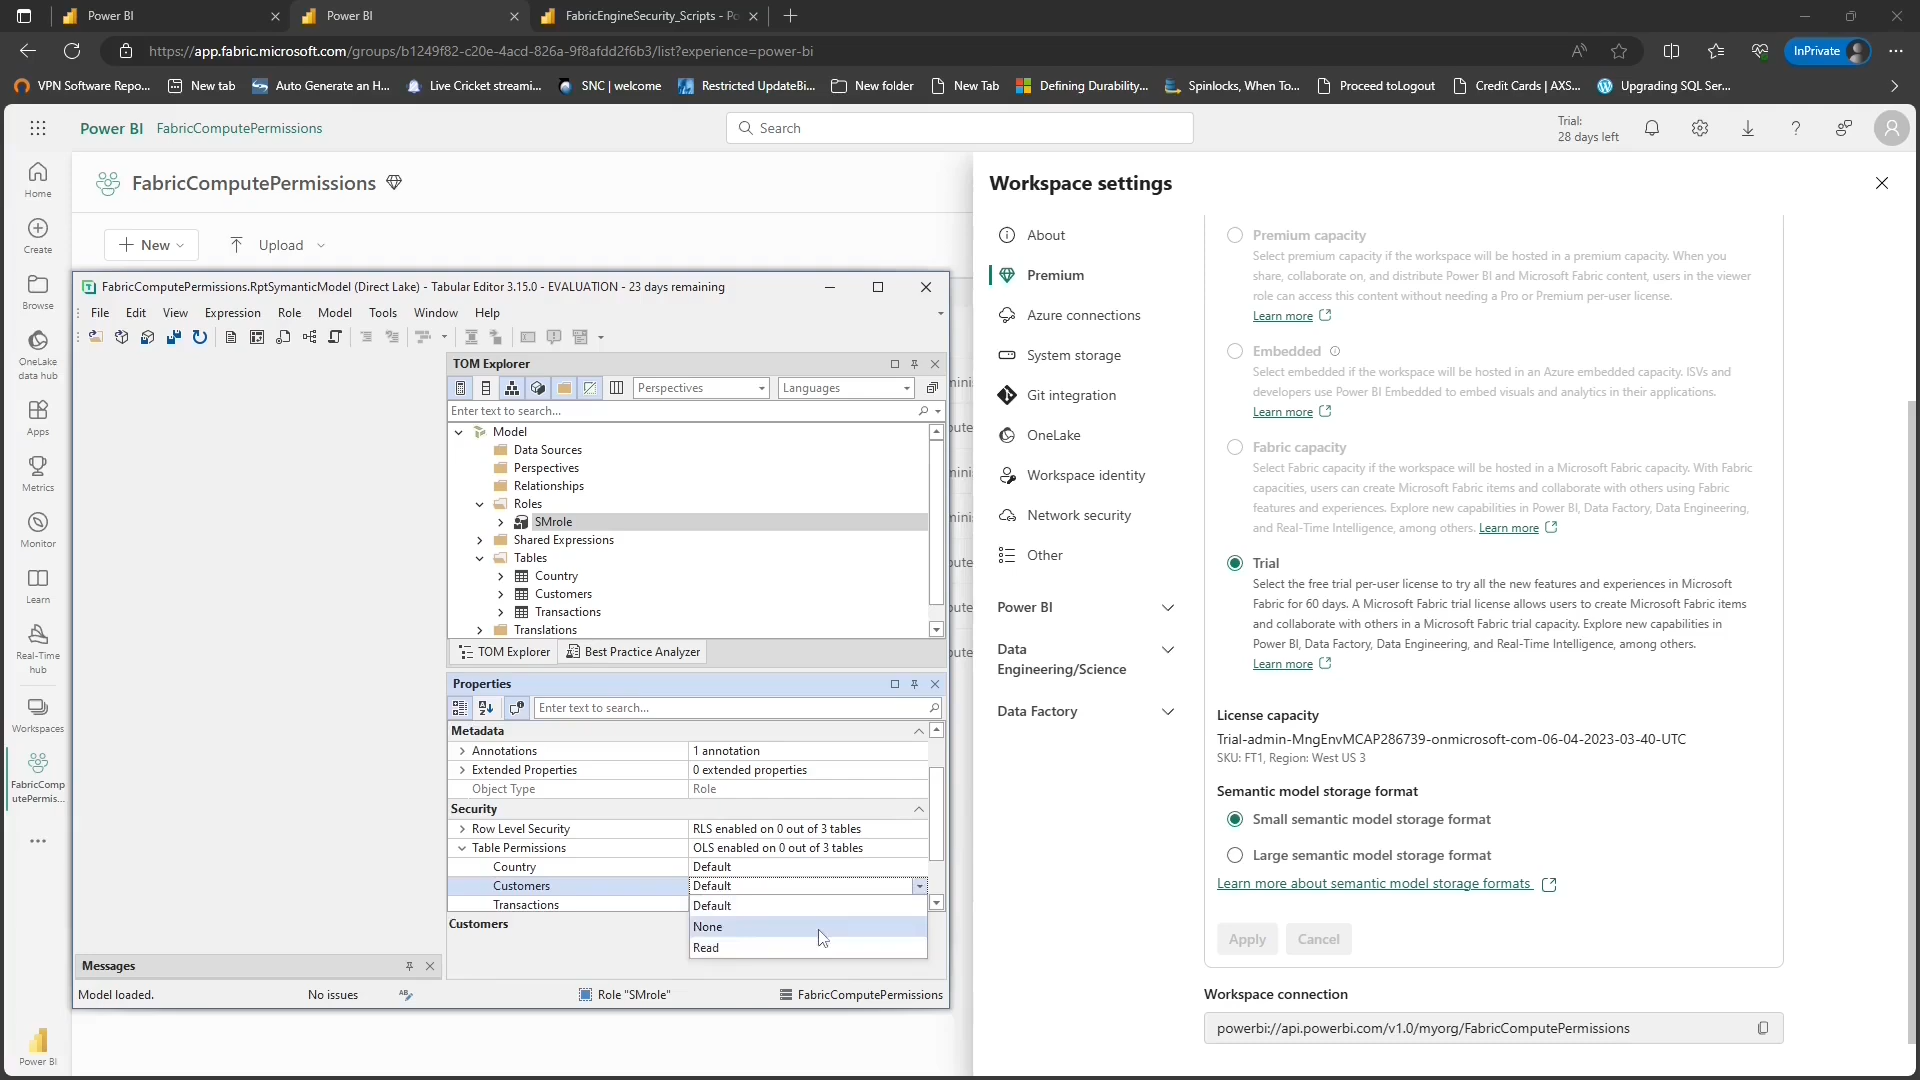 Power BI
Power BI
FabricEngineSecurity_Scripts - Po
https://app.fabric.microsoft.com/groups/b1249f82-c20e-4acd-826a-9f8afdd2f6b3/list?experience=power-bi
InPrivate
VPN Software Repo...
New tab
Auto Generate an H...
Live Cricket streami...
SNC | welcome
Restricted UpdateBi...
New folder
New Tab
Defining Durability...
Spinlocks, When To...
Proceed toLogout
Credit Cards | AXS...
Upgrading SQL Ser...
Power BI FabricComputePermissions
Search
Trial:
28 days left
Home
Create
Browse
OneLake
data hub
Apps
Metrics
Monitor
Learn
Real-Time
hub
Workspaces
FabricComp
utePermis...
Power BI
FabricComputePermissions
New
Upload
FabricComputePermissions.RptSymanticModel (Direct Lake) - Tabular Editor 3.15.0 - EVALUATION - 23 days remaining
File Edit View Expression Role Model Tools Window Help
TOM Explorer
Perspectives
Languages
Enter text to search...
Model
Data Sources
Perspectives
Relationships
Roles
SMrole
Shared Expressions
Tables
Country
Customers
Transactions
Translations
TOM Explorer
Best Practice Analyzer
Properties
Enter text to search...
Metadata
Annotations 1 annotation
Extended Properties 0 extended properties
Object Type Role
Security
Row Level Security RLS enabled on 0 out of 3 tables
Table Permissions OLS enabled on 0 out of 3 tables
Country Default
Customers Default
Transactions
Default
None
Read
Customers
Messages
Model loaded.
No issues
Role "SMrole"
FabricComputePermissions
Workspace settings
About
Premium
Azure connections
System storage
Git integration
OneLake
Workspace identity
Network security
Other
Power BI
Data
Engineering/Science
Data Factory
Premium capacity
Select premium capacity if the workspace will be hosted in a premium capacity. When you
share, collaborate on, and distribute Power BI and Microsoft Fabric content, users in the viewer
role can access this content without needing a Pro or Premium per-user license.
Learn more
Embedded
Select embedded if the workspace will be hosted in an Azure embedded capacity. ISVs and
developers use Power BI Embedded to embed visuals and analytics in their applications.
Learn more
Fabric capacity
Select Fabric capacity if the workspace will be hosted in a Microsoft Fabric capacity. With Fabric
capacities, users can create Microsoft Fabric items and collaborate with others using Fabric
features and experiences. Explore new capabilities in Power BI, Data Factory, Data Engineering,
and Real-Time Intelligence, among others. Learn more
Trial
Select the free trial per-user license to try all the new features and experiences in Microsoft
Fabric for 60 days. A Microsoft Fabric trial license allows users to create Microsoft Fabric items
and collaborate with others in a Microsoft Fabric trial capacity. Explore new capabilities in
Power BI, Data Factory, Data Engineering, and Real-Time Intelligence, among others.
Learn more
License capacity
Trial-admin-MngEnvMCAP286739-onmicrosoft-com-06-04-2023-03-40-UTC
SKU: FT1, Region: West US 3
Semantic model storage format
Small semantic model storage format
Large semantic model storage format
Learn more about semantic model storage formats
Apply
Cancel
Workspace connection
powerbi://api.powerbi.com/v1.0/myorg/FabricComputePermissions